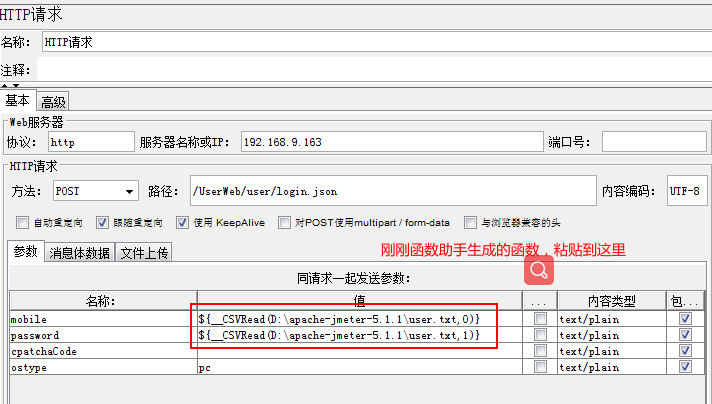 HTTP请求
名称: HTTP请求
注释:
基本 高级
Web服务器
协议: http 服务器名称或IP: 192.168.9.163 端口号:
HTTP请求
方法: POST 路径: /UserWeb/user/login.json 内容编码: UTF-8
自动重定向 跟随重定向 使用 KeepAlive 对POST使用multipart / form-data 与浏览器兼容的头
参数 消息体数据 文件上传 刚刚函数助手生成的函数，粘贴到这里
同请求一起发送参数:
名称: 值 ... 内容类型 包...
mobile ${__CSVRead(D:\apache-jmeter-5.1.1\user.txt,0)} text/plain
password ${__CSVRead(D:\apache-jmeter-5.1.1\user.txt,1)} text/plain
cpatchaCode text/plain
ostype pc text/plain